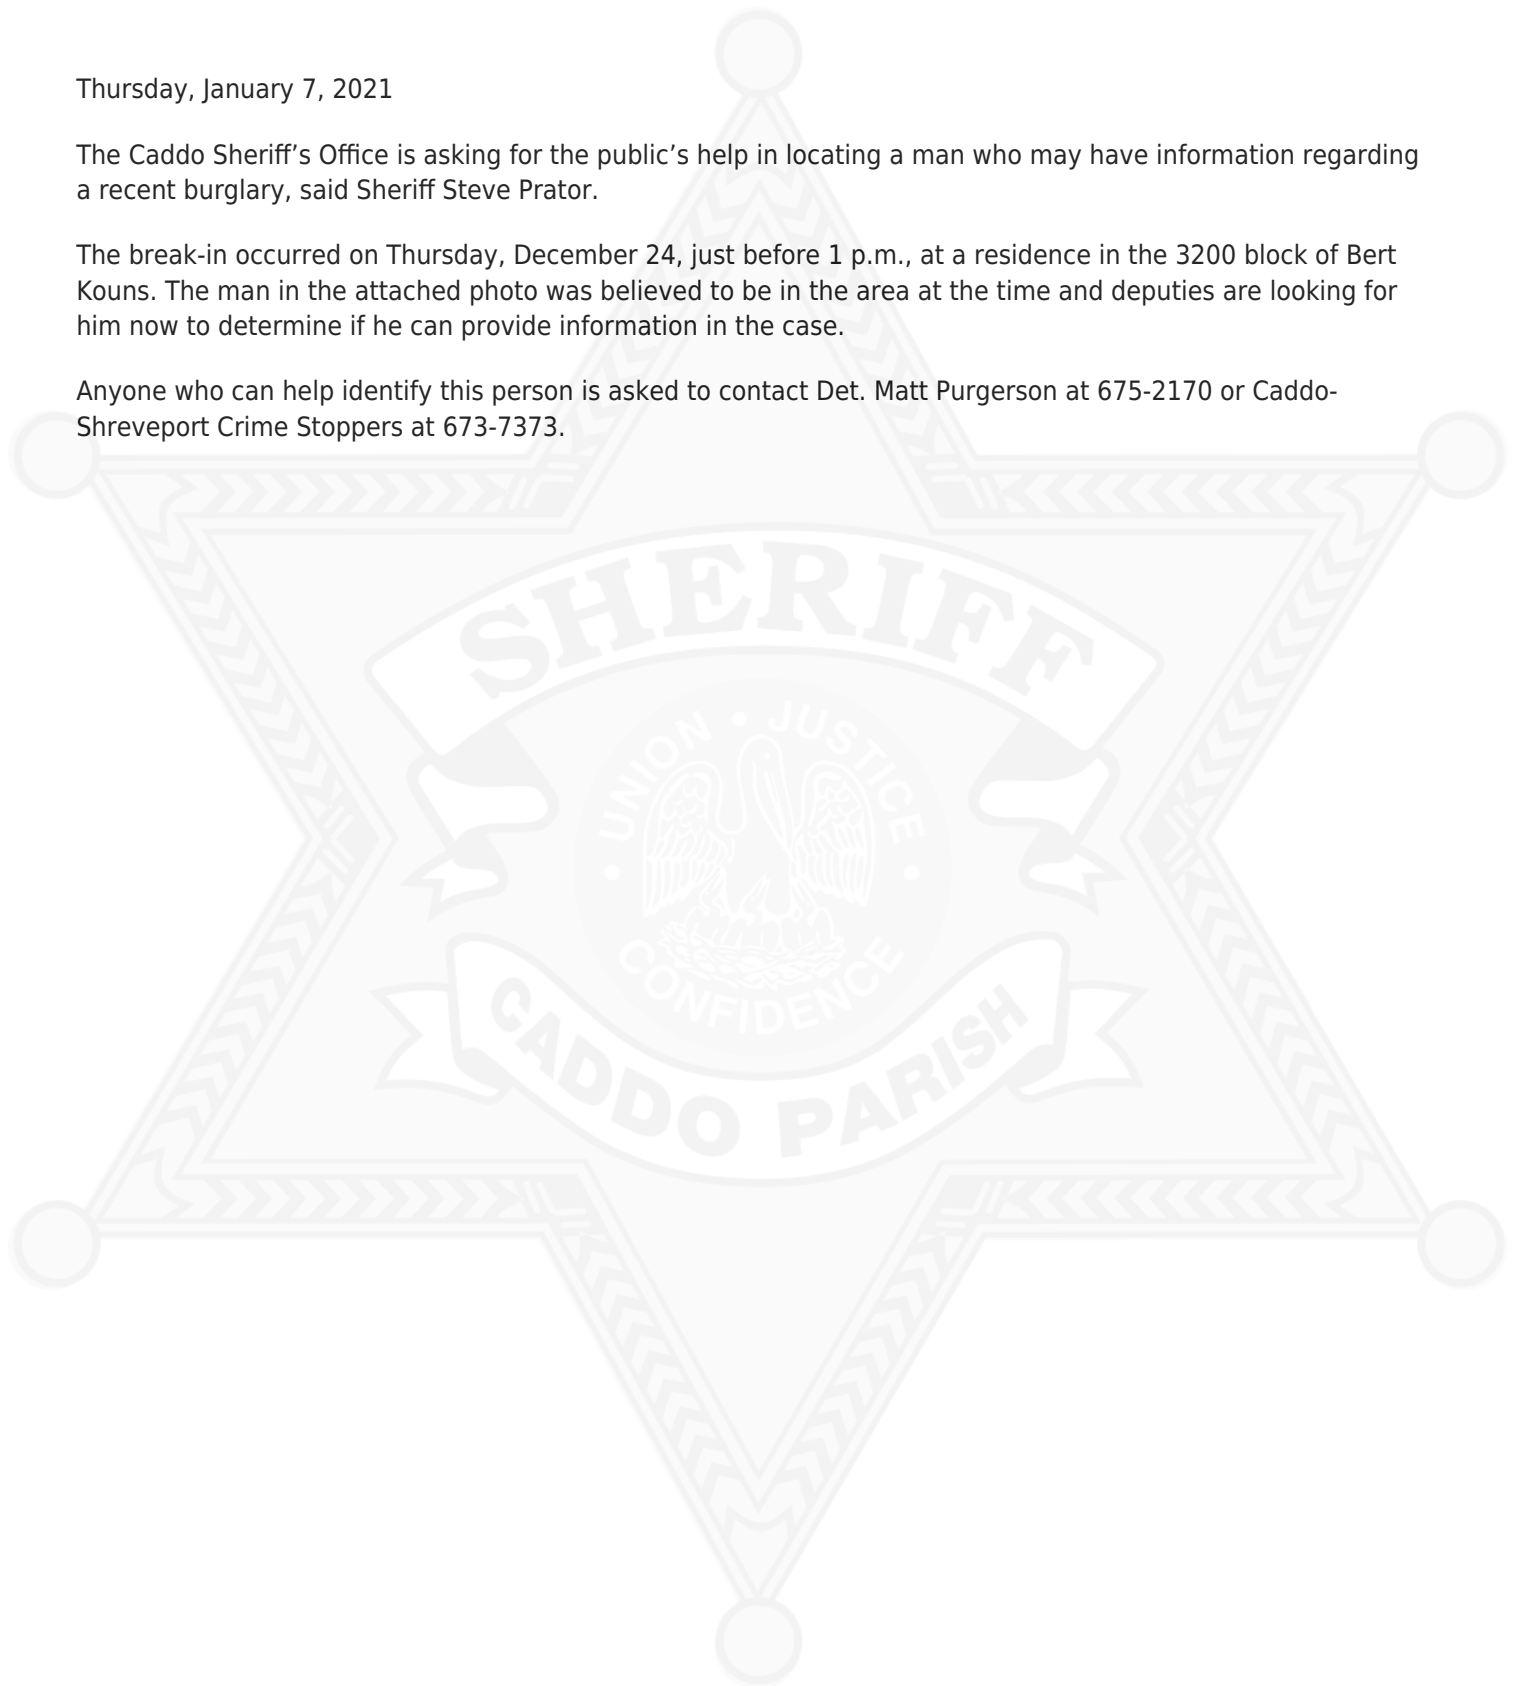 Thursday, January 7, 2021
The Caddo Sheriff’s Office is asking for the public’s help in locating a man who may have information regarding
a recent burglary, said Sheriff Steve Prator.
The break-in occurred on Thursday, December 24, just before 1 p.m., at a residence in the 3200 block of Bert
Kouns. The man in the attached photo was believed to be in the area at the time and deputies are looking for
him now to determine if he can provide information in the case.
Anyone who can help identify this person is asked to contact Det. Matt Purgerson at 675-2170 or Caddo-
Shreveport Crime Stoppers at 673-7373.
SHERIFF
UNION • JUSTICE •
• CONFIDENCE
CADDO PARISH